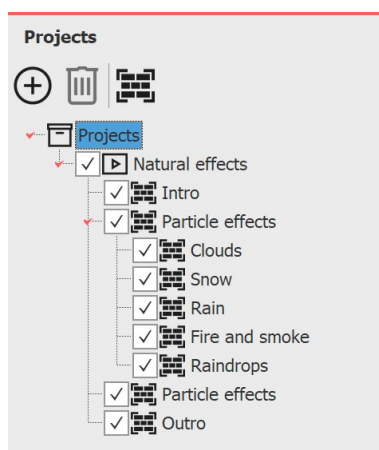 Projects
Projects
Natural effects
Intro
Particle effects
Clouds
Snow
Rain
Fire and smoke
Raindrops
Particle effects
Outro